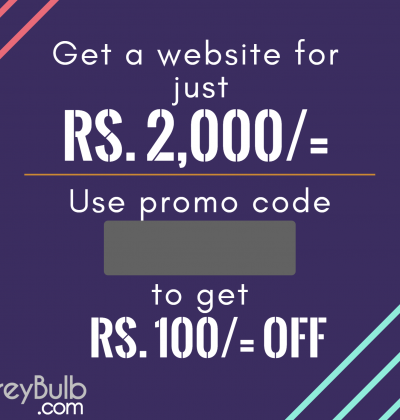 Get a website for
just
RS. 2,000/=
Use promo code
to get
RS. 100/= OFF
reyBulb
.com